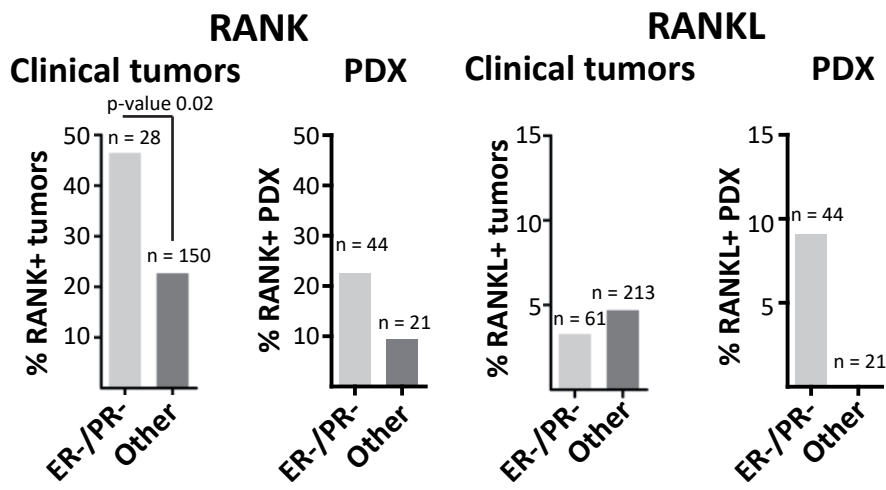 RANK
Clinical tumors
p-value 0.02
% RANK+ tumors
50
40
30
20
10
n = 28
n = 150
ER-/PR-
Other
PDX
% RANK+ PDX
50
40
30
20
10
n = 44
n = 21
ER-/PR-
Other
RANKL
Clinical tumors
% RANKL+ tumors
15
10
5
n = 61
n = 213
ER-/PR-
Other
PDX
% RANKL+ PDX
15
10
5
n = 44
n = 21
ER-/PR-
Other